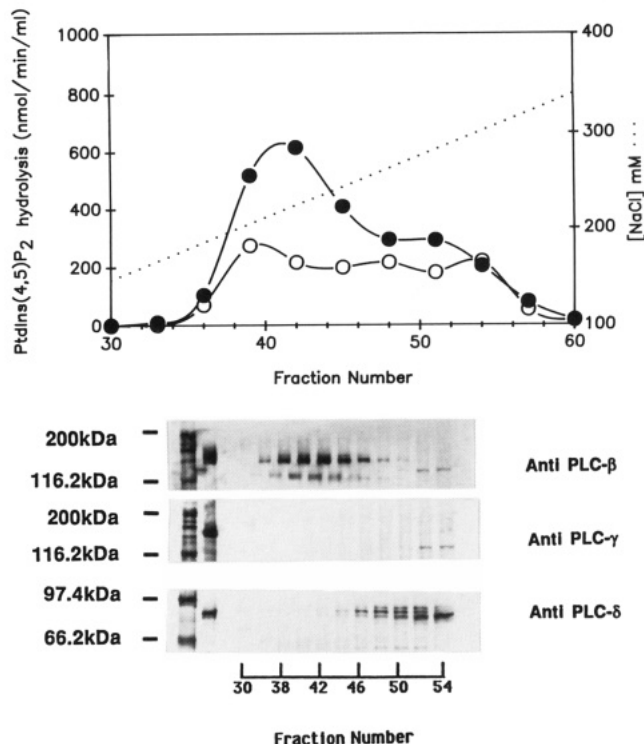 PtdIns(4,5)P2 hydrolysis (nmol/min/ml)
1000
800
600
400
200
0
400
300
200
100
[NaCl] mM ....
30
40
50
60
Fraction Number
200kDa
116.2kDa
Anti PLC-β
200kDa
116.2kDa
Anti PLC-γ
97.4kDa
66.2kDa
Anti PLC-δ
30 38 42 46 50 54
Fraction Number